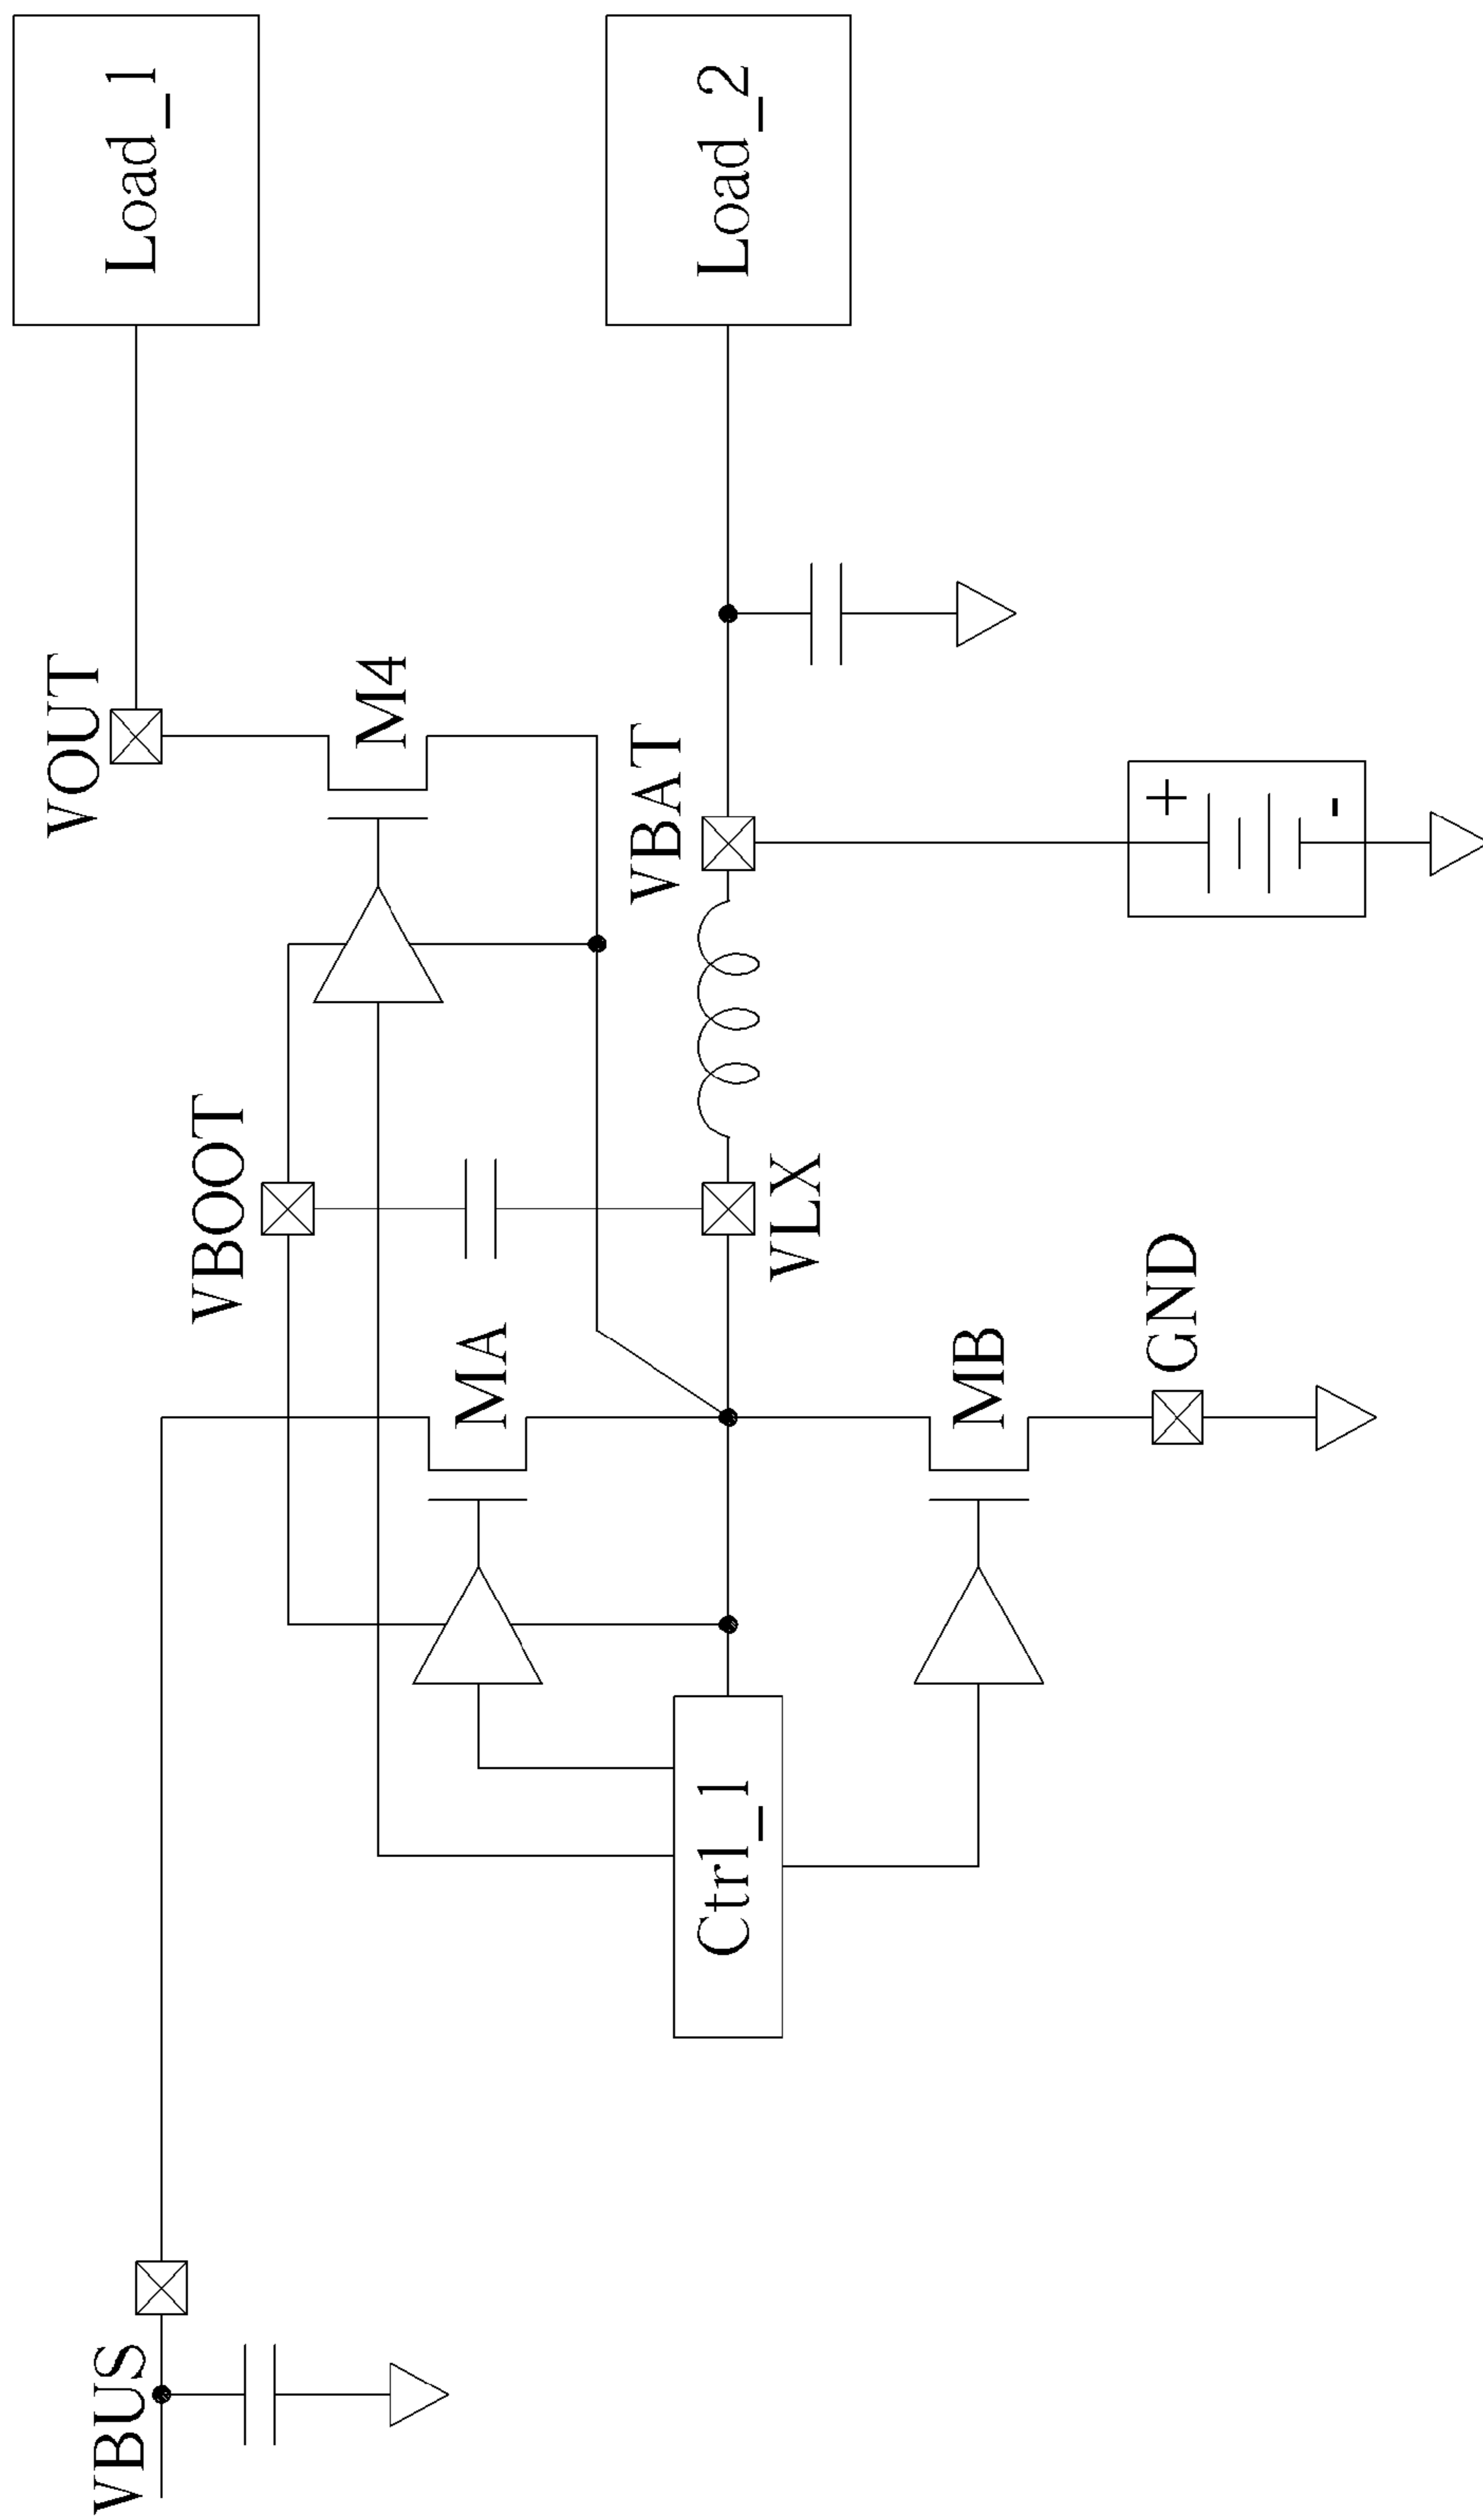 Load_1
VOUT
M4
VBOOT
MA
VBUS
Load_2
VBAT
VLX
Ctrl_1
MB
GND
+
-